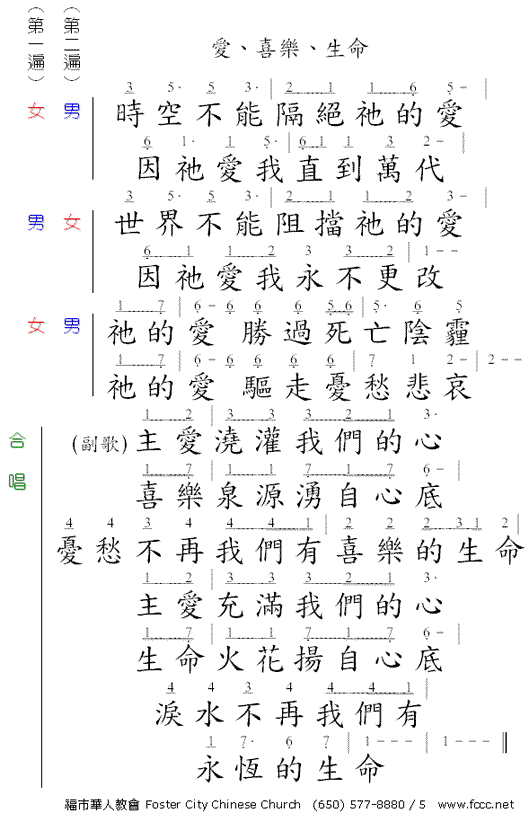 （第一遍） （第二遍）
愛、喜樂、生命
3 5· 5 3· | 2 1 1 6 5- |
女 男 時空不能隔絕祂的愛
6 1· 1 5· | 6 1 1 3 2- |
因祂愛我直到萬代
3 5· 5 3· | 2 1 1 2 3- |
男 女 世界不能阻擋祂的愛
6 1 1 2 3 3 2 | 1--
因祂愛我永不更改
1 7 | 6- 6 6 6 5 6 | 5· 6 5
女 男 祂的愛 勝過死亡陰霾
1 7 | 6- 6 6 6 6 6 | 7 1 2- | 2--
祂的愛 驅走憂愁悲哀
1 2 | 3 3 3 2 1 3·
合唱 (副歌) 主愛澆灌我們的心
1 7 | 1 1 7 1 7 6- |
喜樂泉源湧自心底
4 4 3 4 4 4 1 | 2 2 2 3 1 2 |
憂愁不再我們有喜樂的生命
1 2 | 3 3 3 2 1 3·
主愛充滿我們的心
1 7 | 1 1 7 1 7 6- |
生命火花揚自心底
4 4 3 4 4 4 1 |
淚水不再我們有
1 7· 6 7 | 1--- | 1---
永恆的生命
福市華人教會 Foster City Chinese Church (650) 577-8880 / 5 www.fccc.net